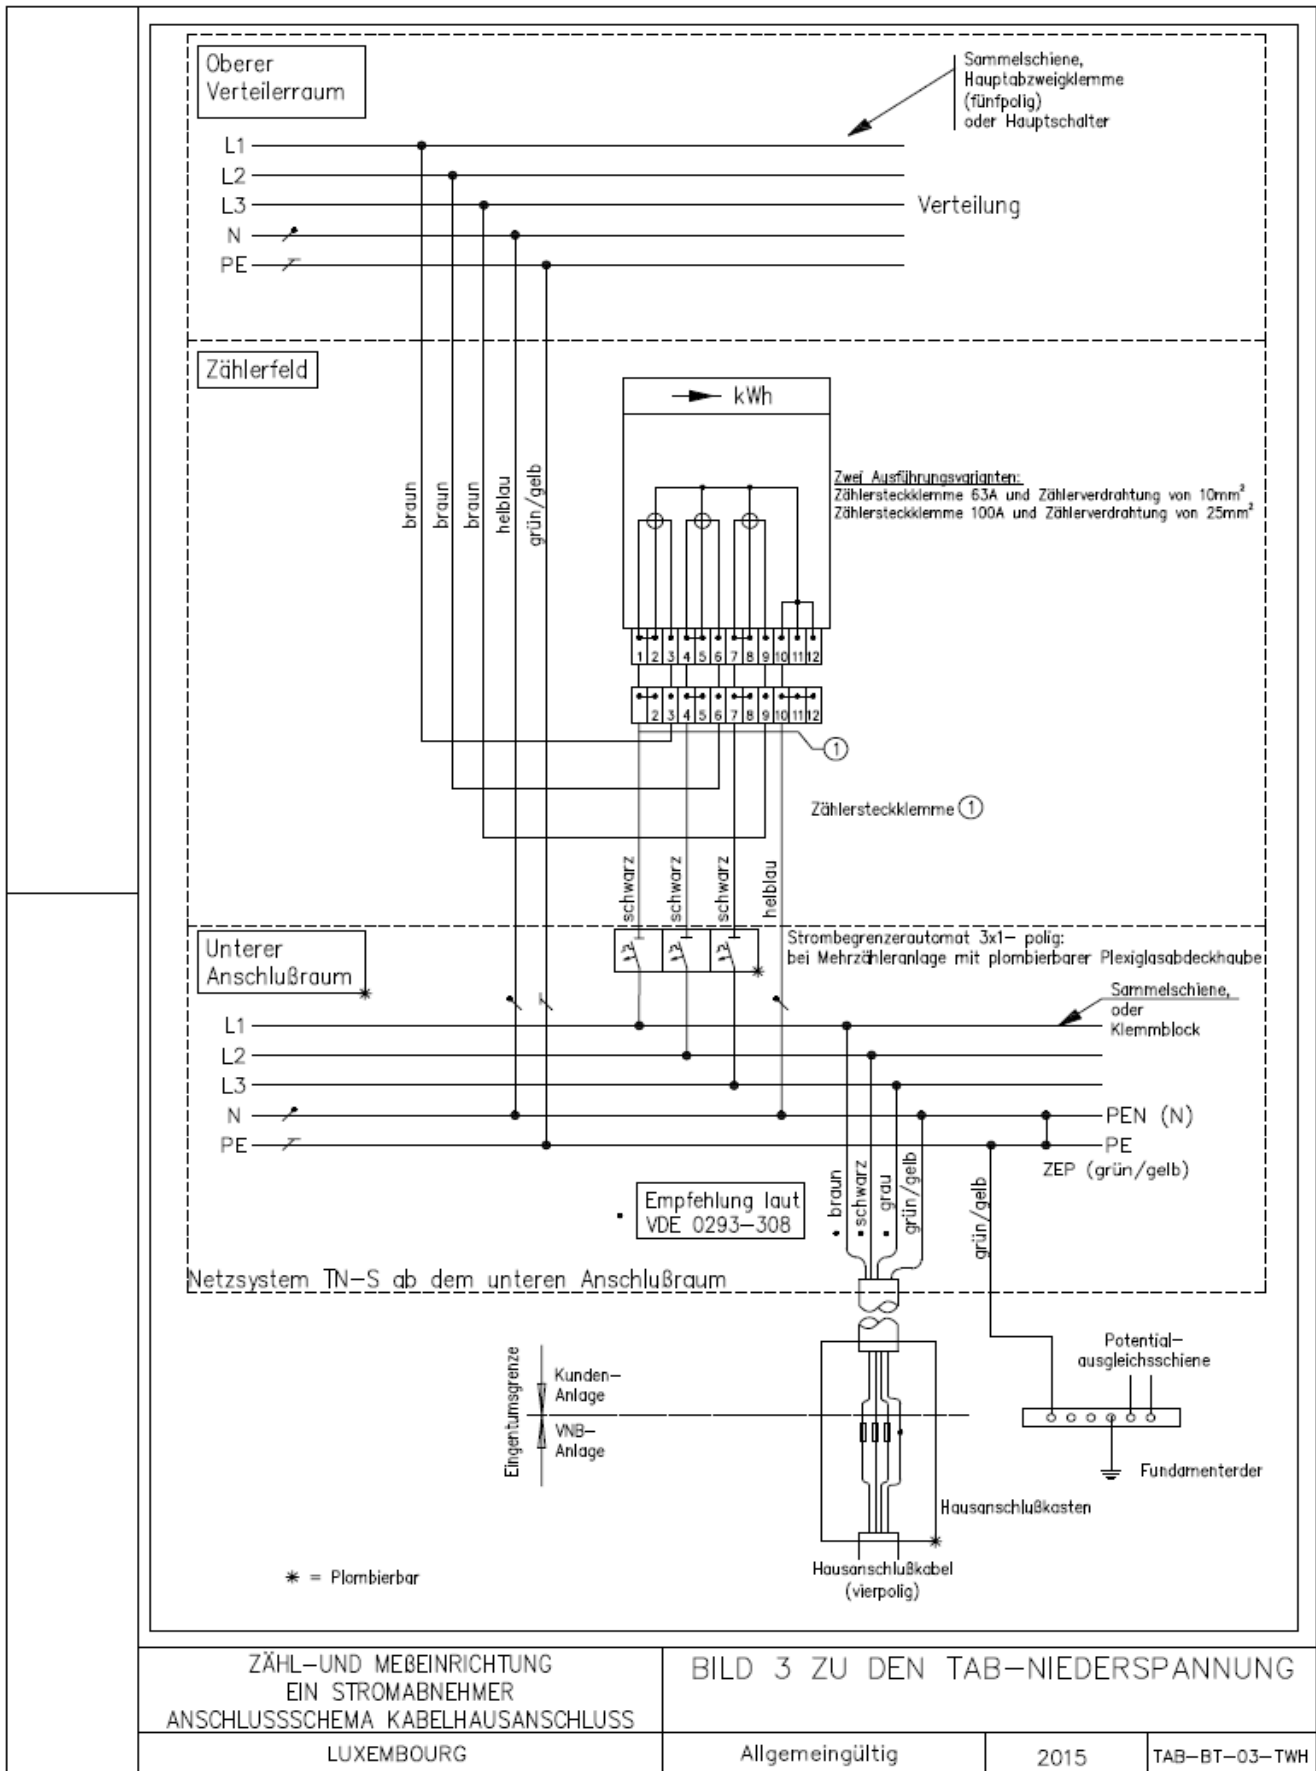 Oberer
Verteilerraum
Sammelschiene,
Hauptabzweigklemme
(fünfpolig)
oder Hauptschalter
L1
L2
L3
Verteilung
N
PE
Zählerfeld
kWh
Zwei Ausführungsvarianten:
Zählersteckklemme 63A und Zählerverdrahtung von 10mm²
Zählersteckklemme 100A und Zählerverdrahtung von 25mm²
braun
braun
braun
helblau
grün/gelb
1 2 3 4 5 6 7 8 9 10 11 12
2 3 4 5 6 7 8 9 10 11 12
1
Zählersteckklemme 1
schwarz
schwarz
schwarz
helblau
Unterer
Anschlußraum
*
Strombegrenzerautomat 3x1- polig:
bei Mehrzähleranlage mit plombierbarer Plexiglasabdeckhaube
*
Sammelschiene,
oder
Klemmblock
L1
L2
L3
N
PEN (N)
PE
PE
ZEP (grün/gelb)
braun
schwarz
grau
grün/gelb
grün/gelb
Empfehlung laut
VDE 0293-308
Netzsystem TN-S ab dem unteren Anschlußraum
Eingentumsgrenze
Kunden-
Anlage
VNB-
Anlage
Potential-
ausgleichsschiene
Fundamenterder
Hausanschlußkasten
*
Hausanschlußkabel
(vierpolig)
* = Plombierbar
ZÄHL-UND MEßEINRICHTUNG
EIN STROMABNEHMER
ANSCHLUSSSCHEMA KABELHAUSANSCHLUSS
BILD 3 ZU DEN TAB-NIEDERSPANNUNG
LUXEMBOURG
Allgemeingültig
2015
TAB-BT-03-TWH